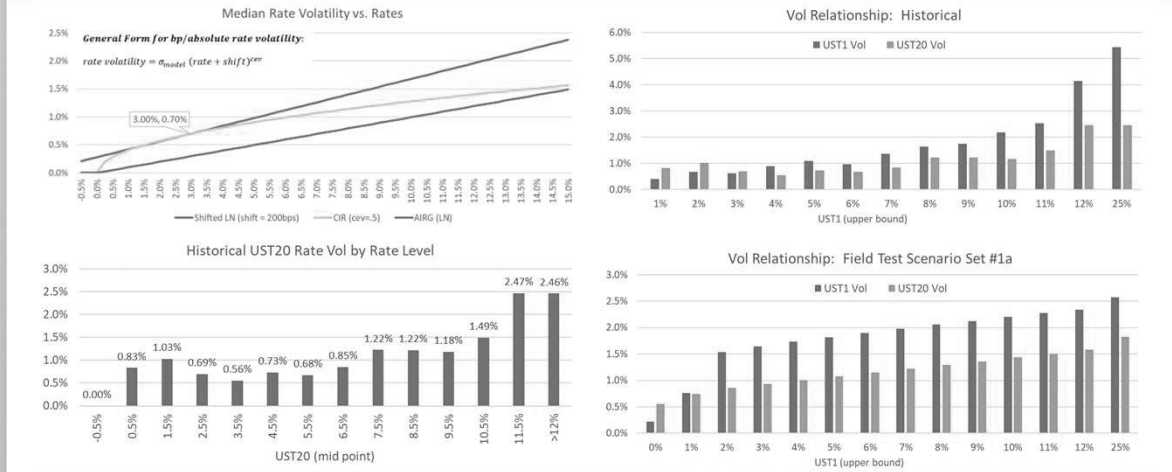 Median Rate Volatility vs. Rates
2.5%
2.0%
1.5%
1.0%
0.5%
0.0%
General Form for bp/absolute rate volatility:
rate volatility = σmodel (rate + shift)^cev
3.00%, 0.70%
-0.5% 0.0% 0.5% 1.0% 1.5% 2.0% 2.5% 3.0% 3.5% 4.0% 4.5% 5.0% 5.5% 6.0% 6.5% 7.0% 7.5% 8.0% 8.5% 9.0% 9.5% 10.0% 10.5% 11.0% 11.5% 12.0% 12.5% 13.0% 13.5% 14.0% 14.5% 15.0%
Shifted LN (shift = 200bps) CIR (cev=.5) AIRG (LN)
Vol Relationship: Historical
UST1 Vol UST20 Vol
6.0%
5.0%
4.0%
3.0%
2.0%
1.0%
0.0%
1% 2% 3% 4% 5% 6% 7% 8% 9% 10% 11% 12% 25%
UST1 (upper bound)
Historical UST20 Rate Vol by Rate Level
3.0%
2.5%
2.0%
1.5%
1.0%
0.5%
0.0%
0.00% 0.83% 1.03% 0.69% 0.56% 0.73% 0.68% 0.85% 1.22% 1.22% 1.18% 1.49% 2.47% 2.46%
-0.5% 0.5% 1.5% 2.5% 3.5% 4.5% 5.5% 6.5% 7.5% 8.5% 9.5% 10.5% 11.5% >12%
UST20 (mid point)
Vol Relationship: Field Test Scenario Set #1a
UST1 Vol UST20 Vol
3.0%
2.5%
2.0%
1.5%
1.0%
0.5%
0.0%
0% 1% 2% 3% 4% 5% 6% 7% 8% 9% 10% 11% 12% 25%
UST1 (upper bound)